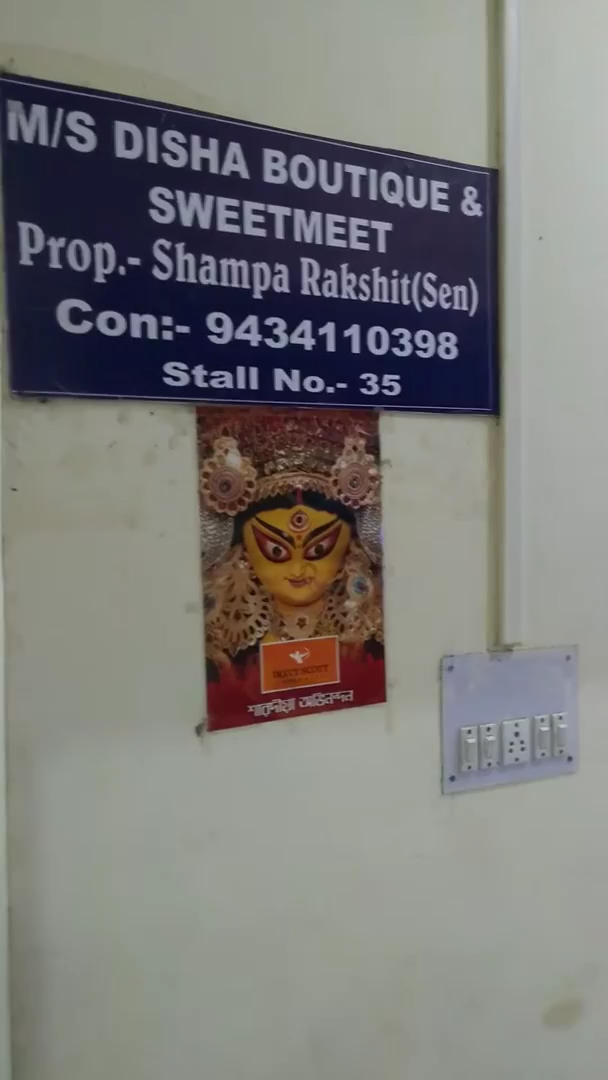 M/S DISHA BOUTIQUE &
SWEETMEET
Prop.- Shampa Rakshit(Sen)
Con:- 9434110398
Stall No.- 35
শারদীয়া অভিনন্দন